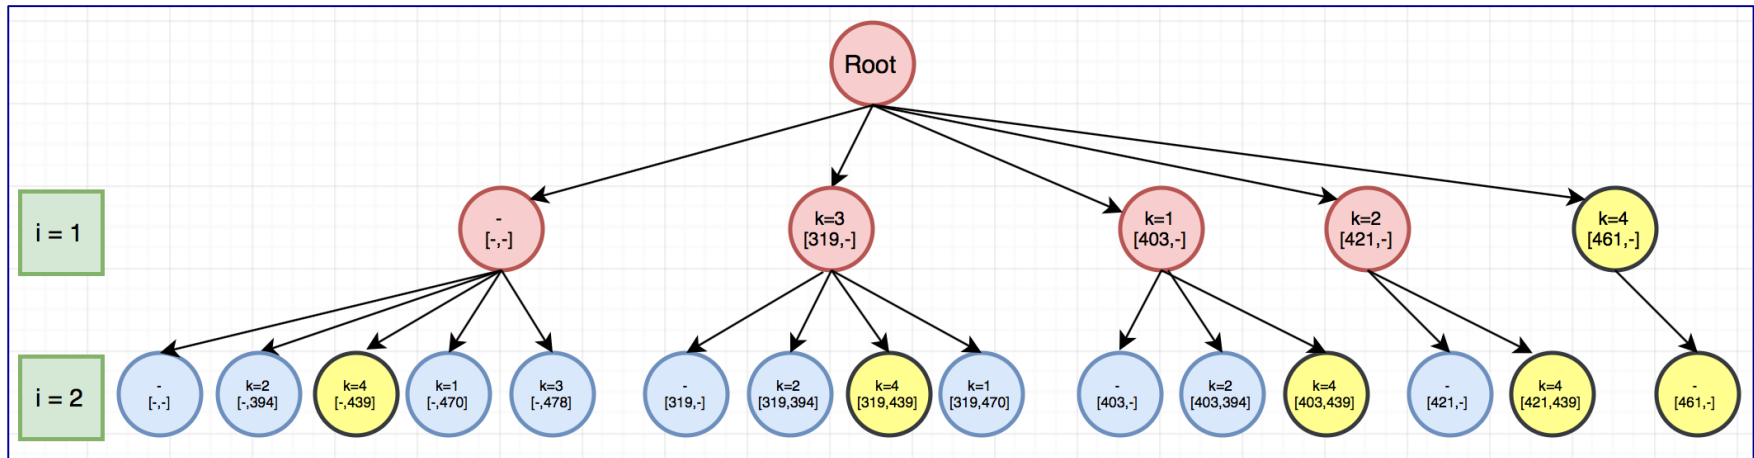 Root
i = 1
-
[-,-]
k=3
[319,-]
k=1
[403,-]
k=2
[421,-]
k=4
[461,-]
i = 2
-
[-,-]
k=2
[-,394]
k=4
[-,439]
k=1
[-,470]
k=3
[-,478]
-
[319,-]
k=2
[319,394]
k=4
[319,439]
k=1
[319,470]
-
[403,-]
k=2
[403,394]
k=4
[403,439]
-
[421,-]
k=4
[421,439]
-
[461,-]